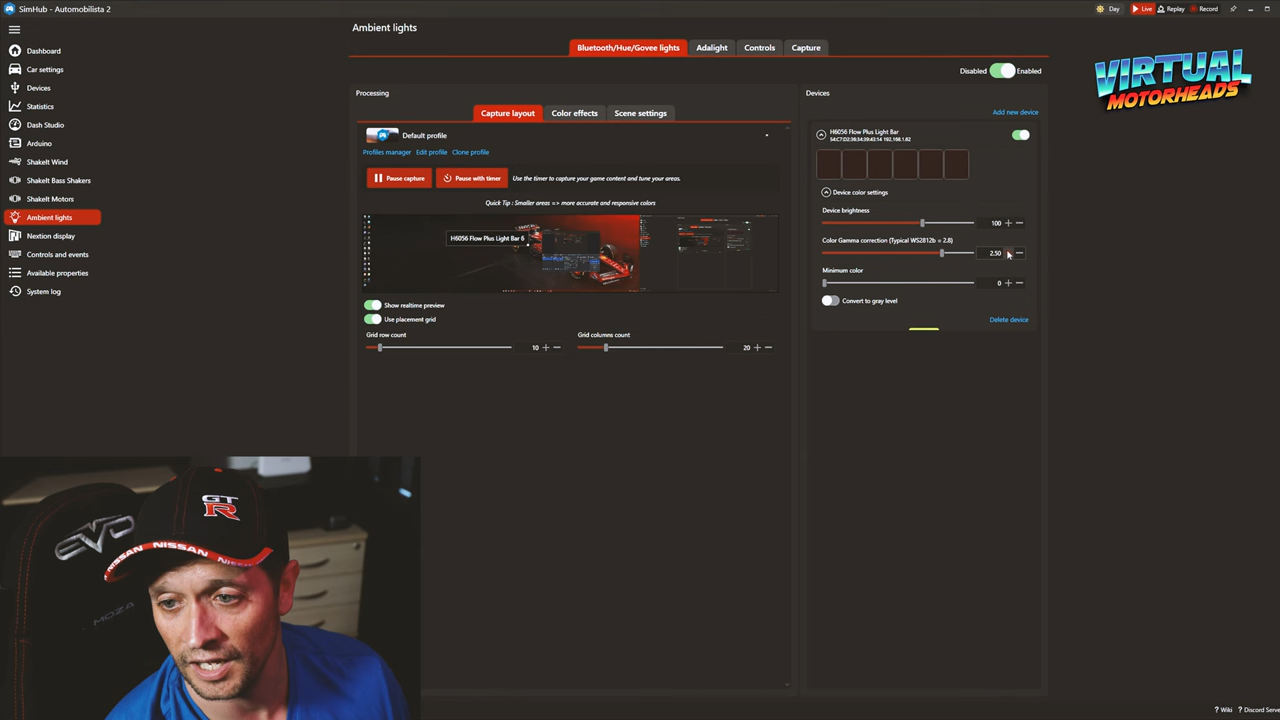 SimHub - Automobilista 2
Day
Live
Replay
Record
Dashboard
Car settings
Devices
Statistics
Dash Studio
Arduino
ShakeIt Wind
ShakeIt Bass Shakers
ShakeIt Motors
Ambient lights
Nextion display
Controls and events
Available properties
System log
Ambient lights
Bluetooth/Hue/Govee lights
Adalight
Controls
Capture
Disabled
Enabled
Processing
Capture layout
Color effects
Scene settings
Default profile
Profiles manager
Edit profile
Clone profile
Pause capture
Pause with timer
Use the timer to capture your game content and tune your areas.
Quick Tip : Smaller areas => more accurate and responsive colors
H6056 Flow Plus Light Bar 6
Show realtime preview
Use placement grid
Grid row count
10
Grid columns count
20
Devices
Add new device
H6056 Flow Plus Light Bar
Device color settings
Device brightness
100
Color Gamma correction (Typical WS2812b = 2.8)
2.50
Minimum color
0
Convert to gray level
Delete device
VIRTUAL
MOTORHEADS
GT
R
NISSAN NISSAN
EVO
MOZA
Wiki
Discord Serve